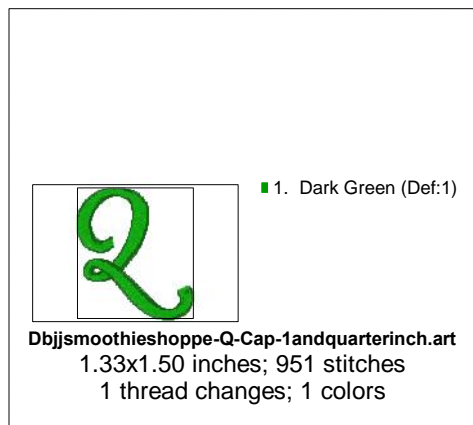 1. Dark Green (Def:1)
Q
Dbjjsmoothieshoppe-Q-Cap-1andquarterinch.art
1.33x1.50 inches; 951 stitches
1 thread changes; 1 colors